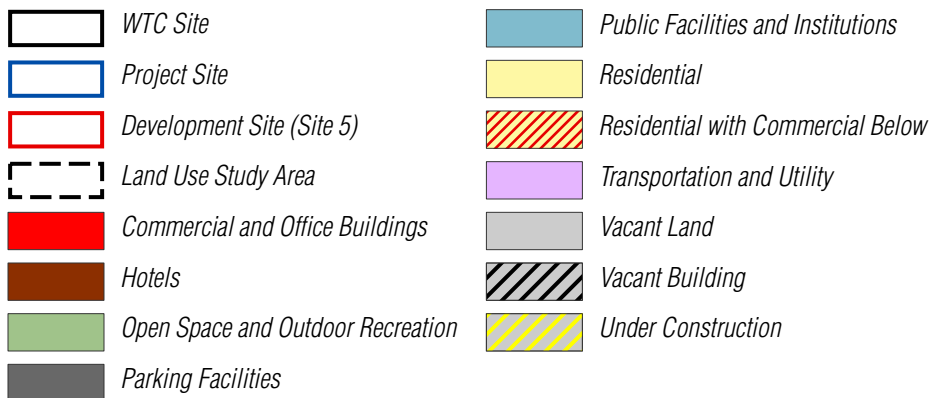 WTC Site
Project Site
Development Site (Site 5)
Land Use Study Area
Commercial and Office Buildings
Hotels
Open Space and Outdoor Recreation
Parking Facilities
Public Facilities and Institutions
Residential
Residential with Commercial Below
Transportation and Utility
Vacant Land
Vacant Building
Under Construction